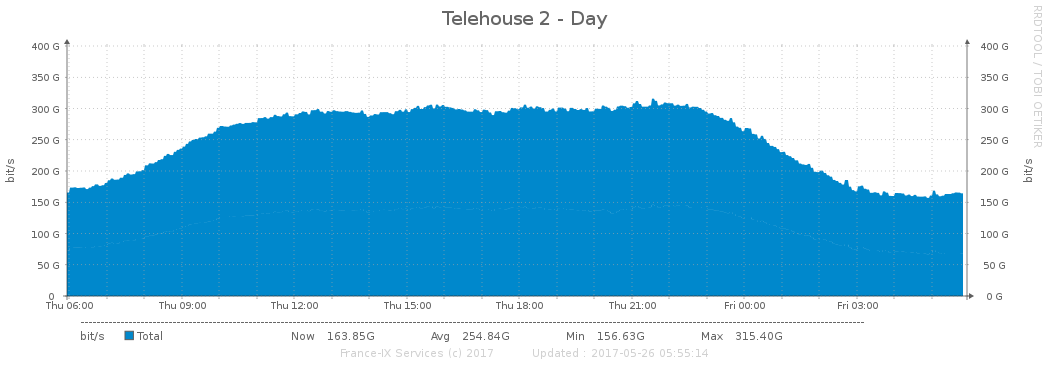 Telehouse 2 - Day
RRDTOOL / TOBI OETIKER
bit/s
400 G 400 G
350 G 350 G
300 G 300 G
250 G 250 G
200 G 200 G
150 G 150 G
100 G 100 G
50 G 50 G
0 0 G
bit/s
Thu 06:00 Thu 09:00 Thu 12:00 Thu 15:00 Thu 18:00 Thu 21:00 Fri 00:00 Fri 03:00
bit/s Total Now 163.85G Avg 254.84G Min 156.63G Max 315.40G
France-IX Services (c) 2017 Updated : 2017-05-26 05:55:14